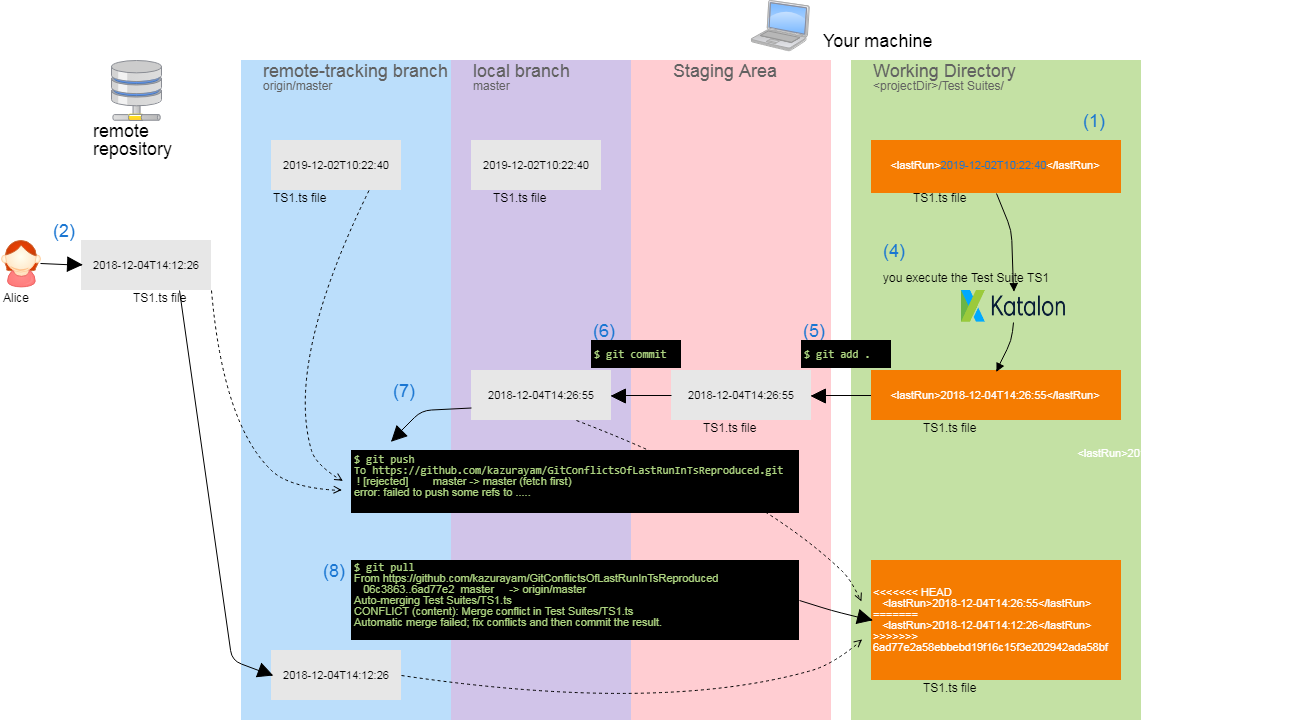 Your machine
remote-tracking branch
origin/master
local branch
master
Staging Area
Working Directory
<projectDir>/Test Suites/
remote
repository
(1)
2019-12-02T10:22:40
TS1.ts file
2019-12-02T10:22:40
TS1.ts file
<lastRun>2019-12-02T10:22:40</lastRun>
TS1.ts file
(2)
Alice
2018-12-04T14:12:26
TS1.ts file
(4)
you execute the Test Suite TS1
Katalon
(6)
$ git commit
(5)
$ git add .
(7)
2018-12-04T14:26:55
2018-12-04T14:26:55
TS1.ts file
<lastRun>2018-12-04T14:26:55</lastRun>
TS1.ts file
<lastRun>20
$ git push
To https://github.com/kazurayam/GitConflictsOfLastRunInTsReproduced.git
! [rejected] master -> master (fetch first)
error: failed to push some refs to .....
(8)
$ git pull
From https://github.com/kazurayam/GitConflictsOfLastRunInTsReproduced
06c3863..6ad77e2 master -> origin/master
Auto-merging Test Suites/TS1.ts
CONFLICT (content): Merge conflict in Test Suites/TS1.ts
Automatic merge failed; fix conflicts and then commit the result.
<<<<<<< HEAD
<lastRun>2018-12-04T14:26:55</lastRun>
=======
<lastRun>2018-12-04T14:12:26</lastRun>
>>>>>>>
6ad77e2a58ebbebd19f16c15f3e202942ada58bf
TS1.ts file
2018-12-04T14:12:26